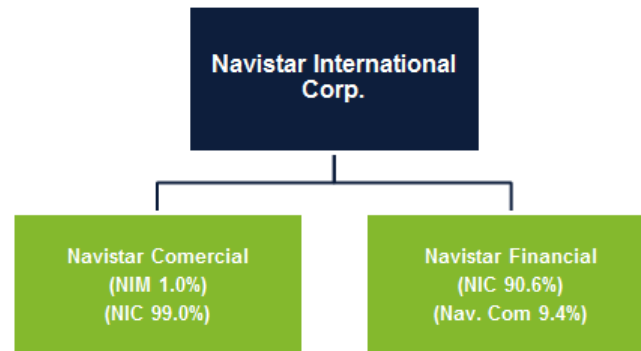 Navistar International
Corp.
Navistar Comercial
(NIM 1.0%)
(NIC 99.0%)
Navistar Financial
(NIC 90.6%)
(Nav. Com 9.4%)